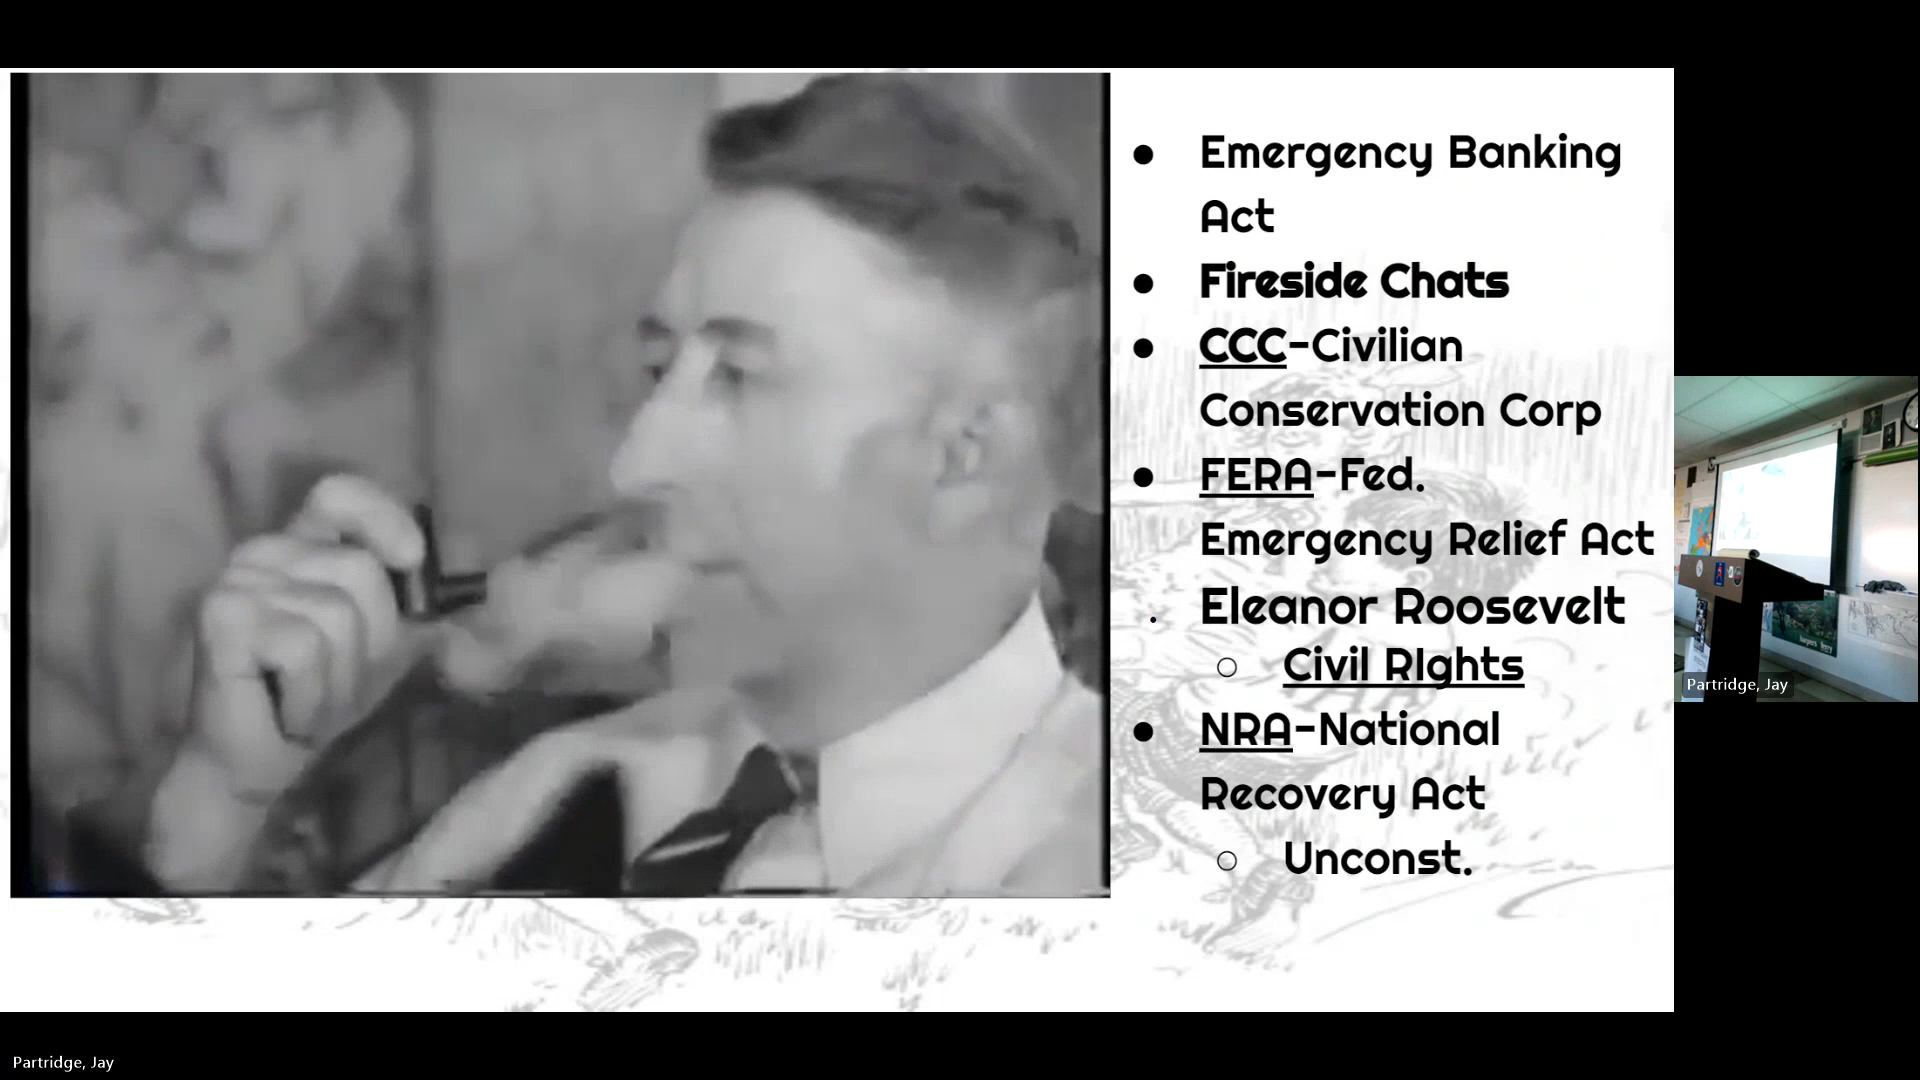 ● Emergency Banking
Act
● Fireside Chats
● CCC-Civilian
Conservation Corp
● FERA-Fed.
Emergency Relief Act
. Eleanor Roosevelt
○ Civil RIghts
● NRA-National
Recovery Act
○ Unconst.
Partridge, Jay
Partridge, Jay